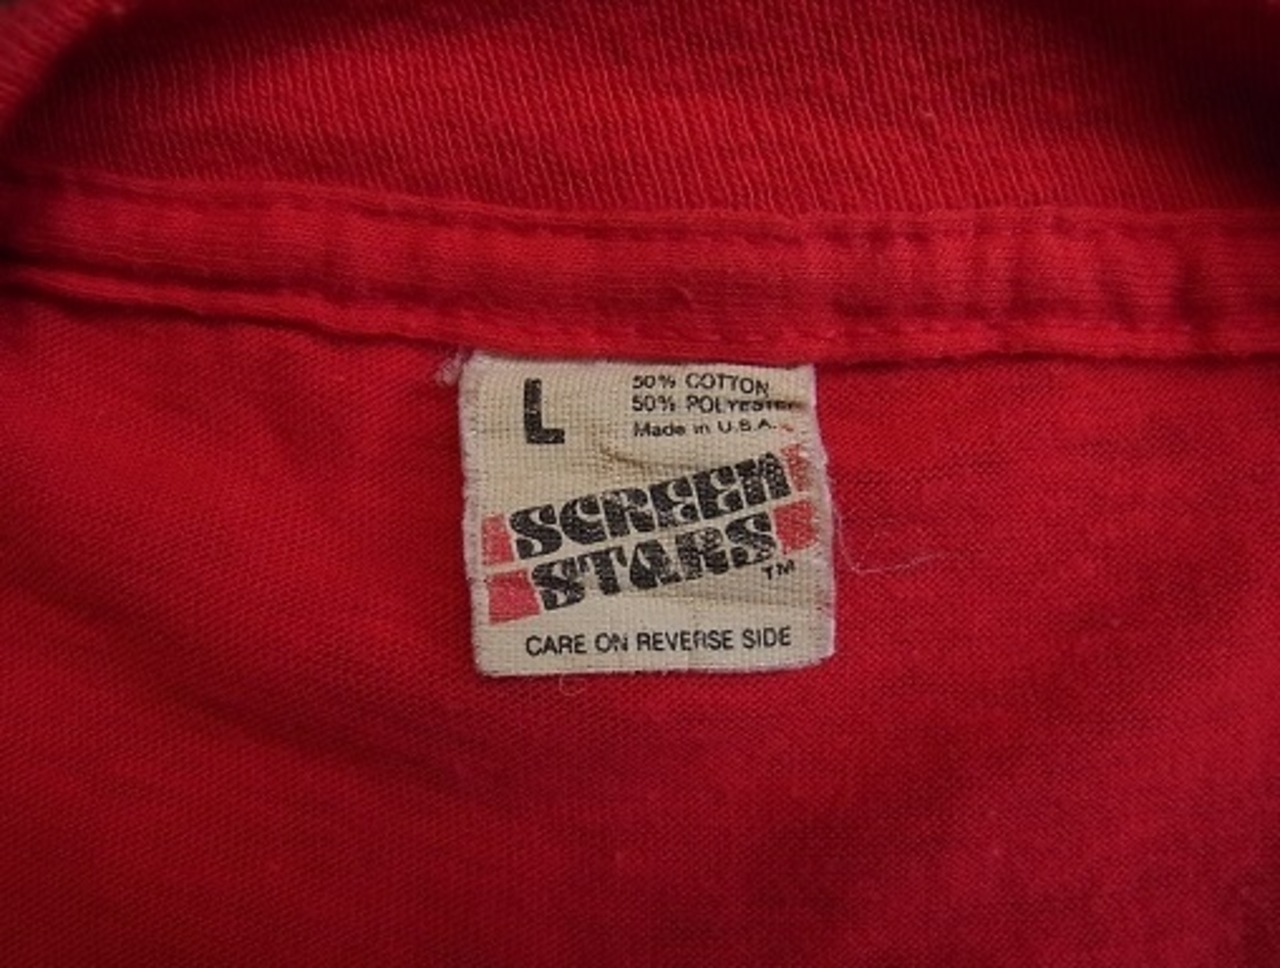 L
50% COTTON
50% POLYESTER
Made in U.S.A.
SCREEN
STARS
TM
CARE ON REVERSE SIDE